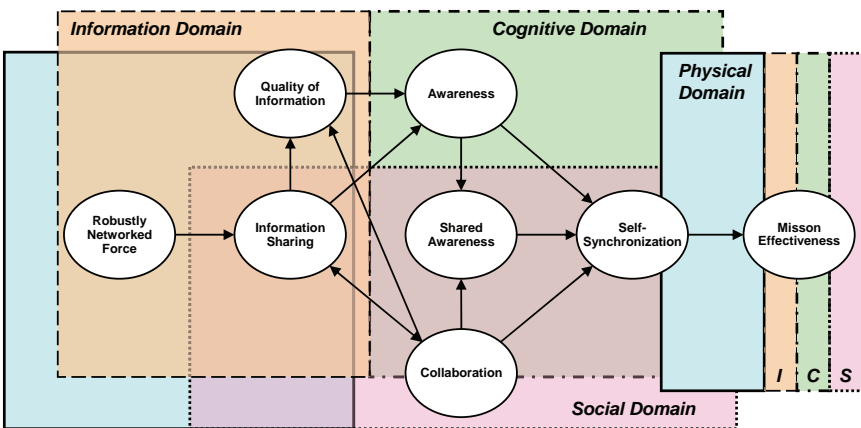 Information Domain
Cognitive Domain
Quality of
Information
Awareness
Physical
Domain
Robustly
Networked
Force
Information
Sharing
Shared
Awareness
Self-
Synchronization
Misson
Effectiveness
Collaboration
I
C
S
Social Domain